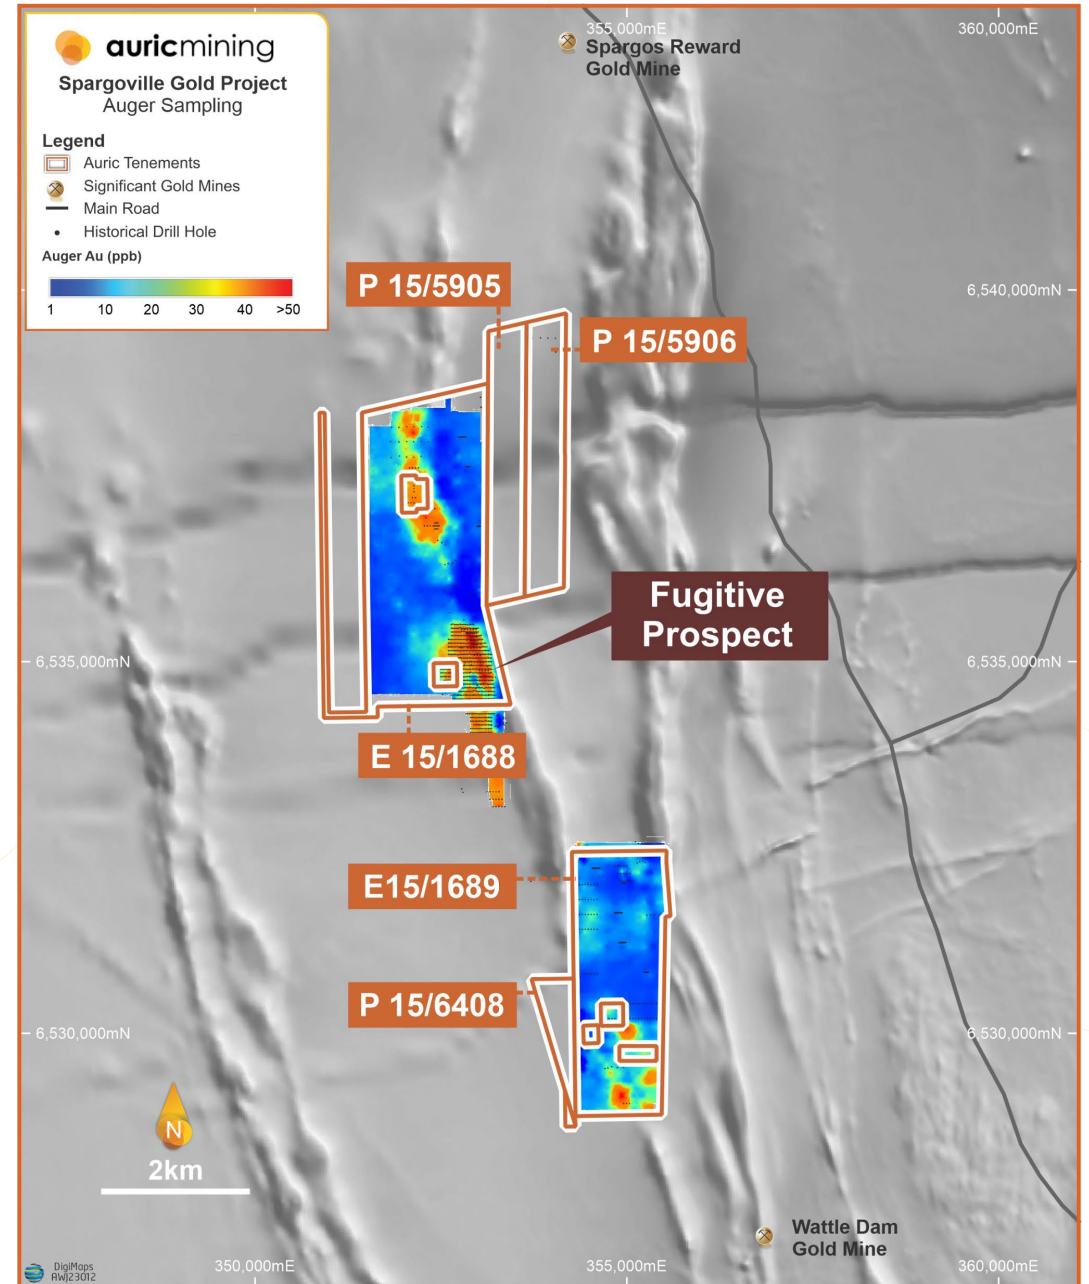 auricmining
Spargoville Gold Project
Auger Sampling
Legend
Auric Tenements
Significant Gold Mines
Main Road
Historical Drill Hole
Auger Au (ppb)
1 10 20 30 40 >50
355,000mE
360,000mE
Spargos Reward
Gold Mine
6,540,000mN
P 15/5905
P 15/5906
Fugitive
Prospect
6,535,000mN
6,535,000mN
E 15/1688
E15/1689
P 15/6408
6,530,000mN
6,530,000mN
N
2km
Wattle Dam
Gold Mine
DigiMaps
AWJ23012
350,000mE
355,000mE
360,000mE